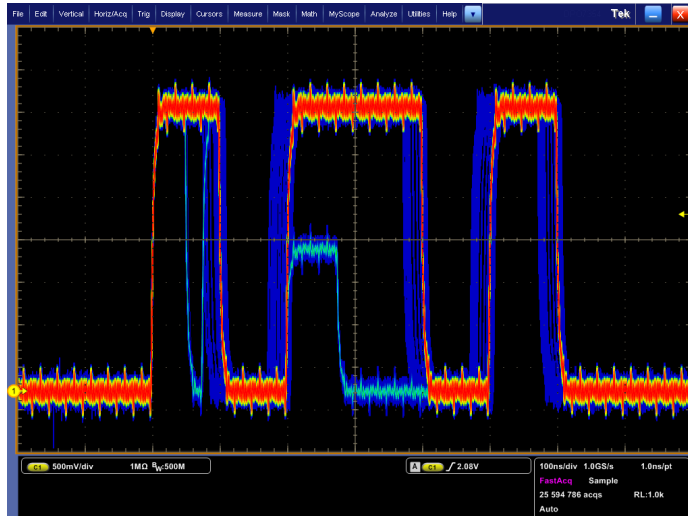 File Edit Vertical Horiz/Acq Trig Display Cursors Measure Mask Math MyScope Analyze Utilities Help Tek X
1
C1 500mV/div 1MΩ BW:500M A C1 2.08V 100ns/div 1.0GS/s 1.0ns/pt
FastAcq Sample
25 594 786 acqs RL:1.0k
Auto